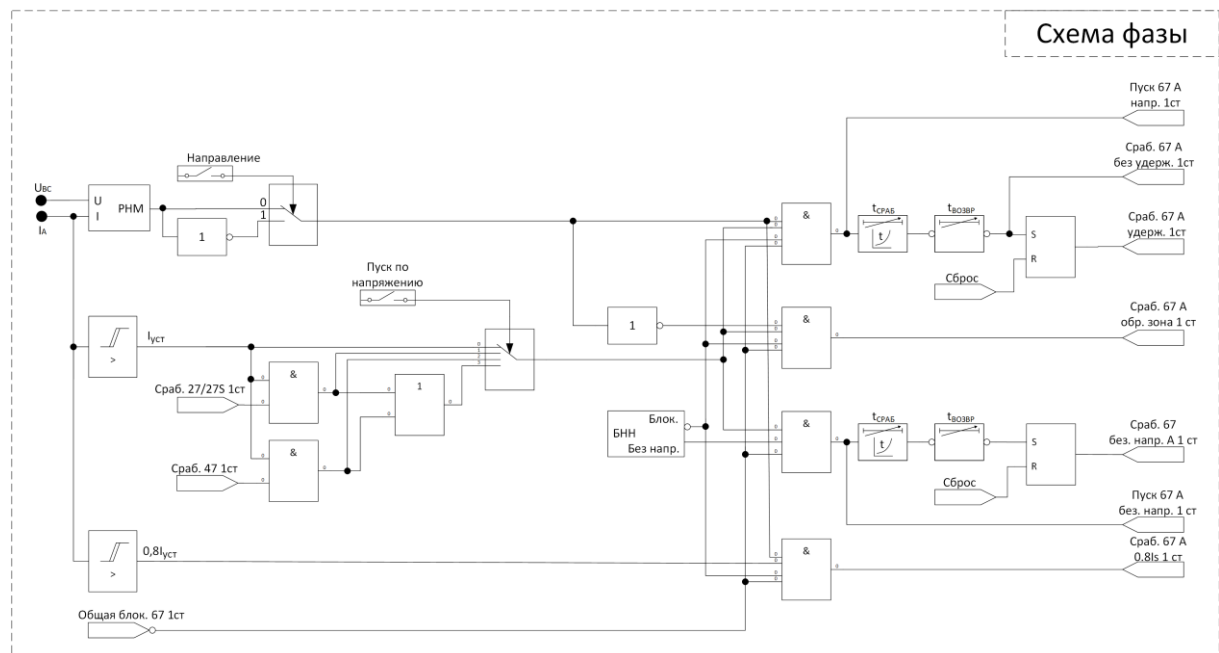 Схема фазы
Пуск 67 А
напр. 1ст
Направление
Сраб. 67 А
без удерж. 1ст
UВС
IА
U
I
РНМ
0
1
1
&
tСРАБ
t
tВОЗВР
S
R
Сраб. 67 А
удерж. 1ст
Сброс
Пуск по
напряжению
Iуст
>
1
&
Сраб. 67 А
обр. зона 1 ст
Сраб. 27/27S 1ст
&
1
Сраб. 47 1ст
&
БНН
Блок.
Без напр.
&
tСРАБ
t
tВОЗВР
S
R
Сраб. 67
без. напр. А 1 ст
Сброс
Пуск 67 А
без. напр. 1 ст
0,8Iуст
>
&
Сраб. 67 А
0.8Is 1 ст
Общая блок. 67 1ст